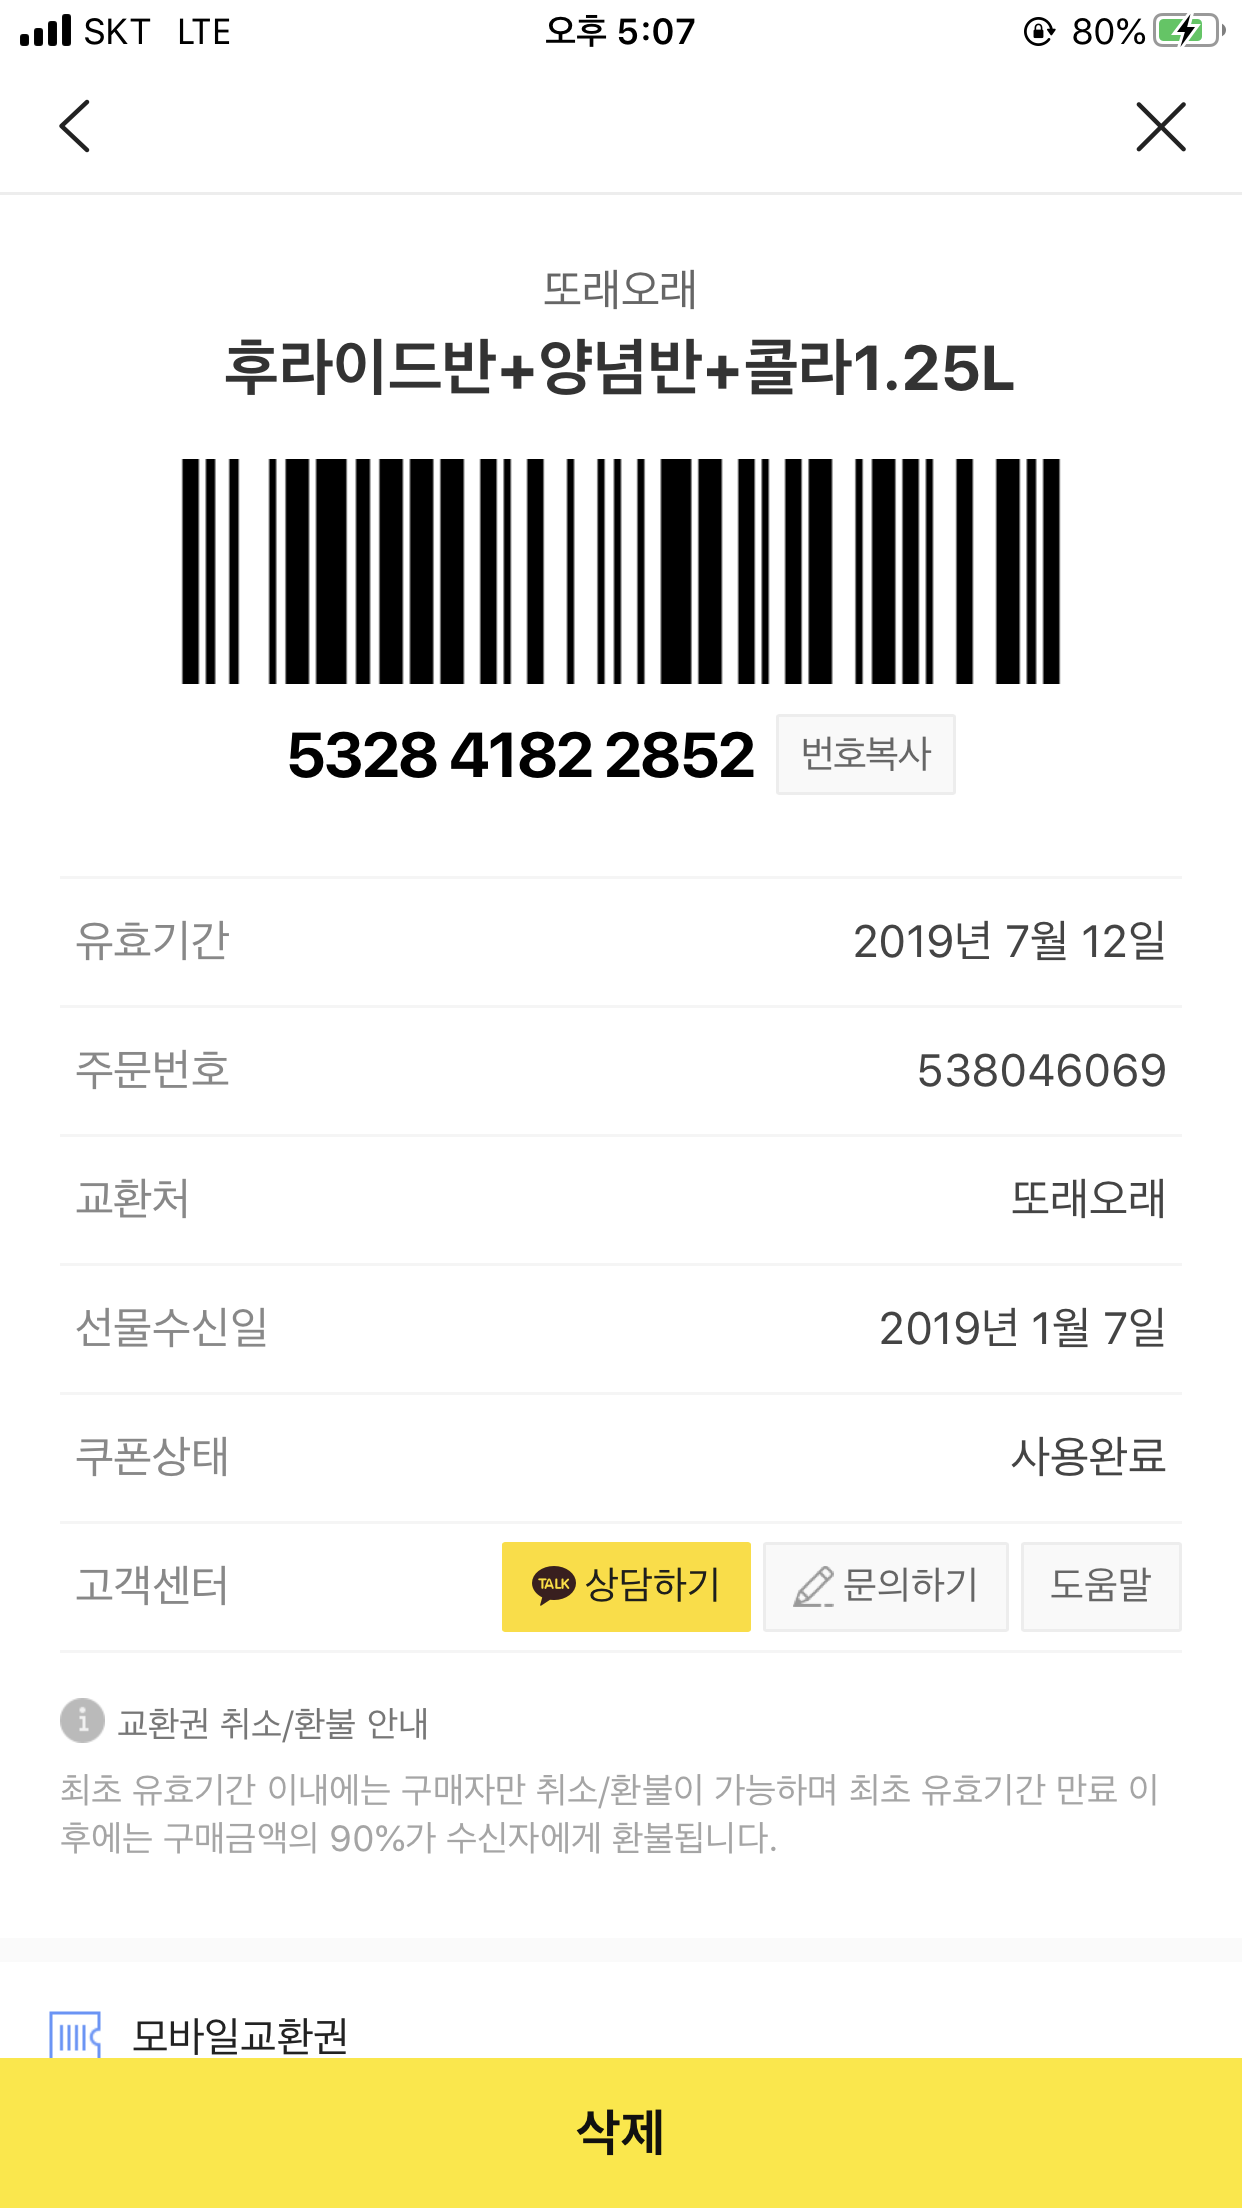 SKT LTE 오후 5:07 80%
또래오래
후라이드반+양념반+콜라1.25L
5328 4182 2852 번호복사
유효기간 2019년 7월 12일
주문번호 538046069
교환처 또래오래
선물수신일 2019년 1월 7일
쿠폰상태 사용완료
고객센터 TALK 상담하기 문의하기 도움말
i 교환권 취소/환불 안내
최초 유효기간 이내에는 구매자만 취소/환불이 가능하며 최초 유효기간 만료 이
후에는 구매금액의 90%가 수신자에게 환불됩니다.
모바일교환권
삭제